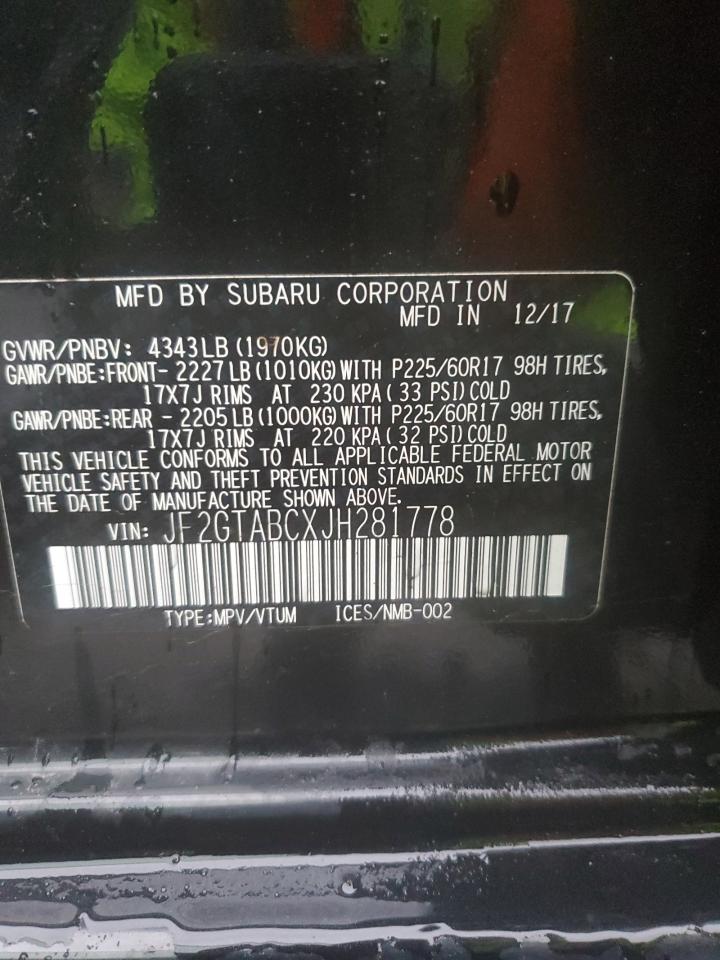 MFD BY SUBARU CORPORATION
MFD IN 12/17
GVWR/PNBV: 4343LB (1970KG)
GAWR/PNBE:FRONT- 2227 LB (1010KG) WITH P225/60R17 98H TIRES,
17X7J RIMS AT 230 KPA ( 33 PSI) COLD
GAWR/PNBE:REAR - 2205 LB (1000KG) WITH P225/60R17 98H TIRES,
17X7J RIMS AT 220 KPA ( 32 PSI) COLD
THIS VEHICLE CONFORMS TO ALL APPLICABLE FEDERAL MOTOR
VEHICLE SAFETY AND THEFT PREVENTION STANDARDS IN EFFECT ON
THE DATE OF MANUFACTURE SHOWN ABOVE.
VIN: JF2GTABCXJH281778
TYPE:MPV/VTUM ICES/NMB-002